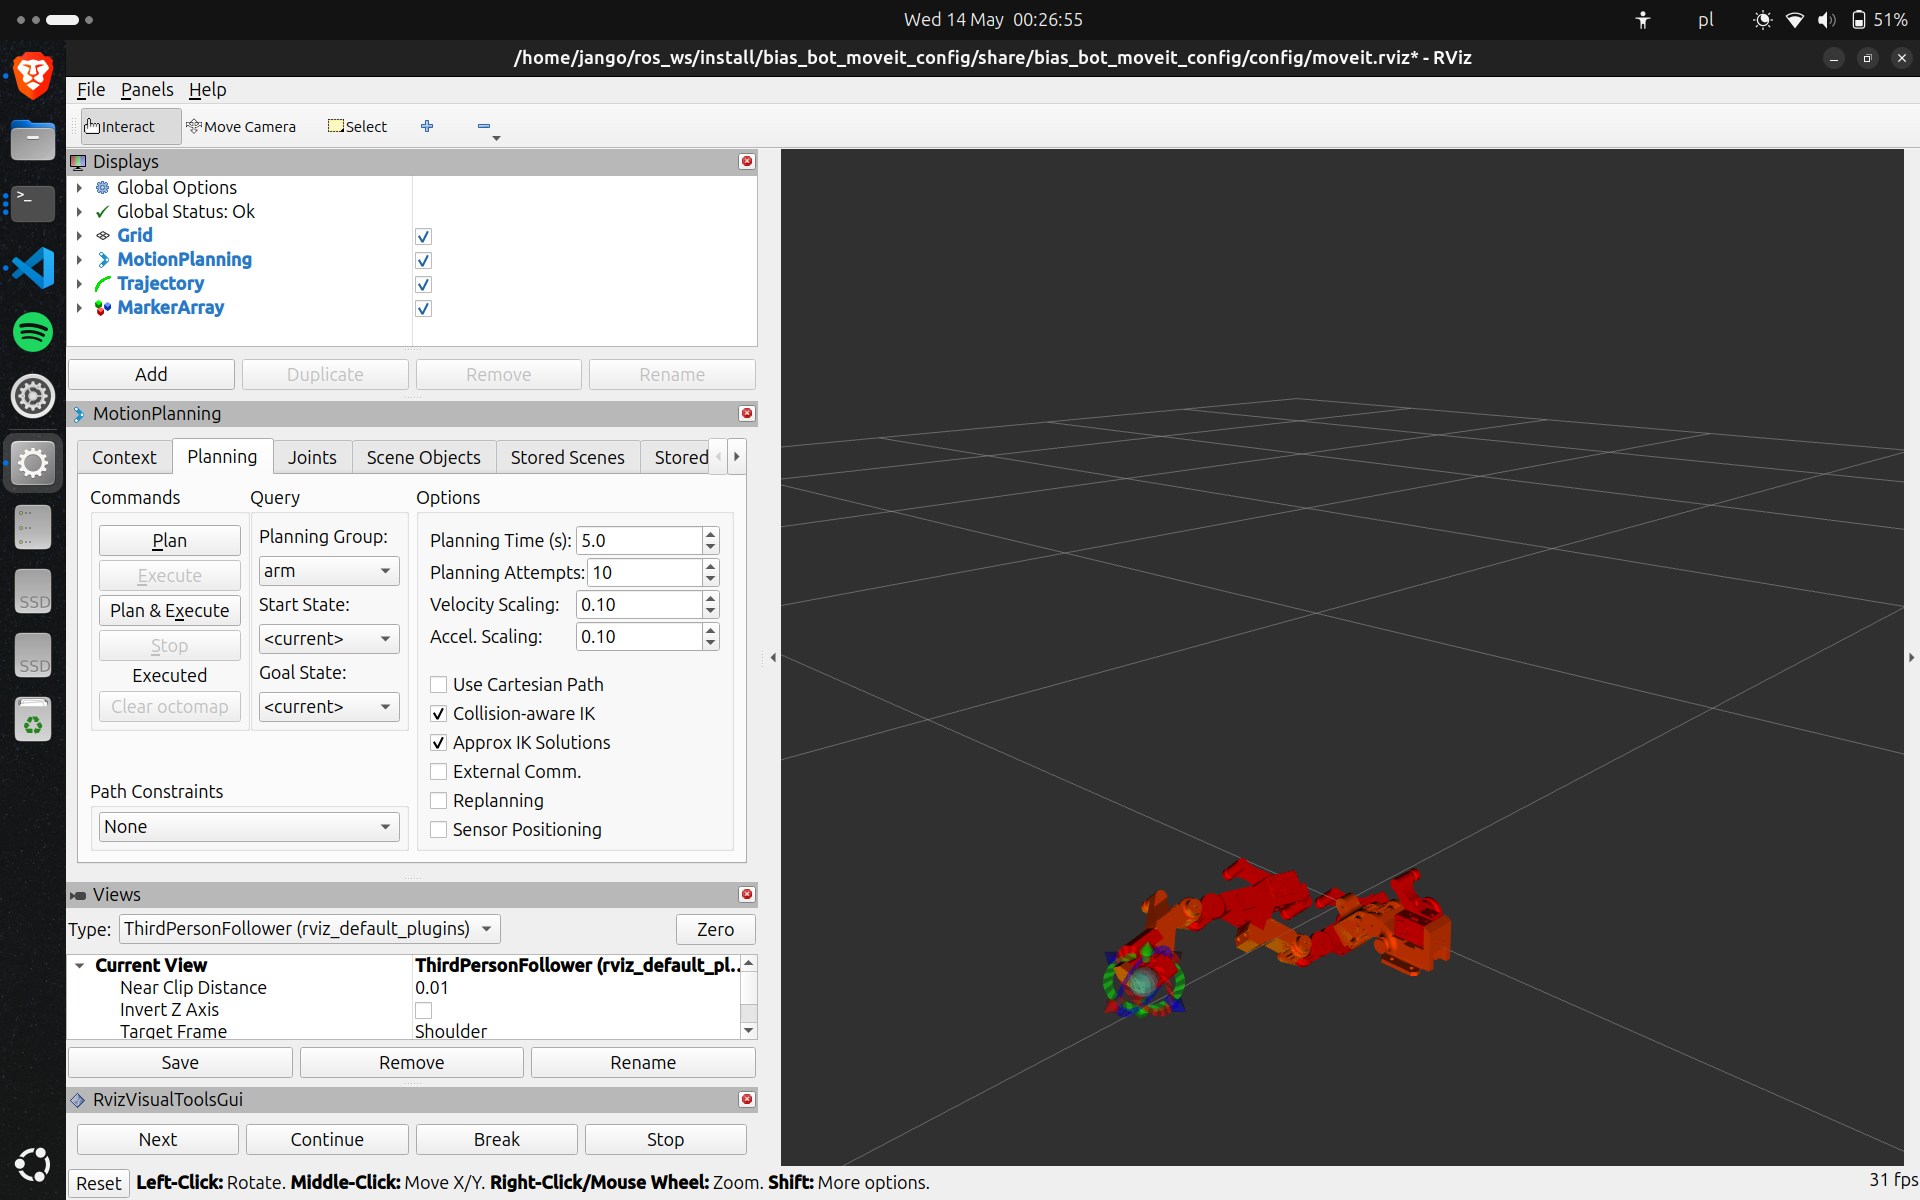 Wed 14 May 00:26:55
pl
51%
/home/jango/ros_ws/install/bias_bot_moveit_config/share/bias_bot_moveit_config/config/moveit.rviz* - RViz
File Panels Help
Interact Move Camera Select
Displays
Global Options
Global Status: Ok
Grid
MotionPlanning
Trajectory
MarkerArray
Add Duplicate Remove Rename
MotionPlanning
Context Planning Joints Scene Objects Stored Scenes Stored
Commands Query Options
Plan
Execute
Plan & Execute
Stop
Executed
Clear octomap
Planning Group:
arm
Start State:
<current>
Goal State:
<current>
Planning Time (s): 5.0
Planning Attempts: 10
Velocity Scaling: 0.10
Accel. Scaling: 0.10
Use Cartesian Path
Collision-aware IK
Approx IK Solutions
External Comm.
Replanning
Sensor Positioning
Path Constraints
None
Views
Type: ThirdPersonFollower (rviz_default_plugins) Zero
Current View ThirdPersonFollower (rviz_default_pl...
Near Clip Distance 0.01
Invert Z Axis
Target Frame Shoulder
Save Remove Rename
RvizVisualToolsGui
Next Continue Break Stop
Reset Left-Click: Rotate. Middle-Click: Move X/Y. Right-Click/Mouse Wheel: Zoom. Shift: More options.
31 fps
>_
SSD
SSD